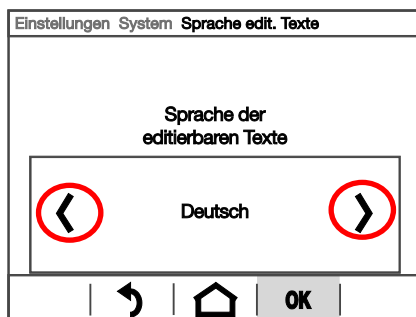 Einstellungen System Sprache edit. Texte
Sprache der
editierbaren Texte
Deutsch
OK